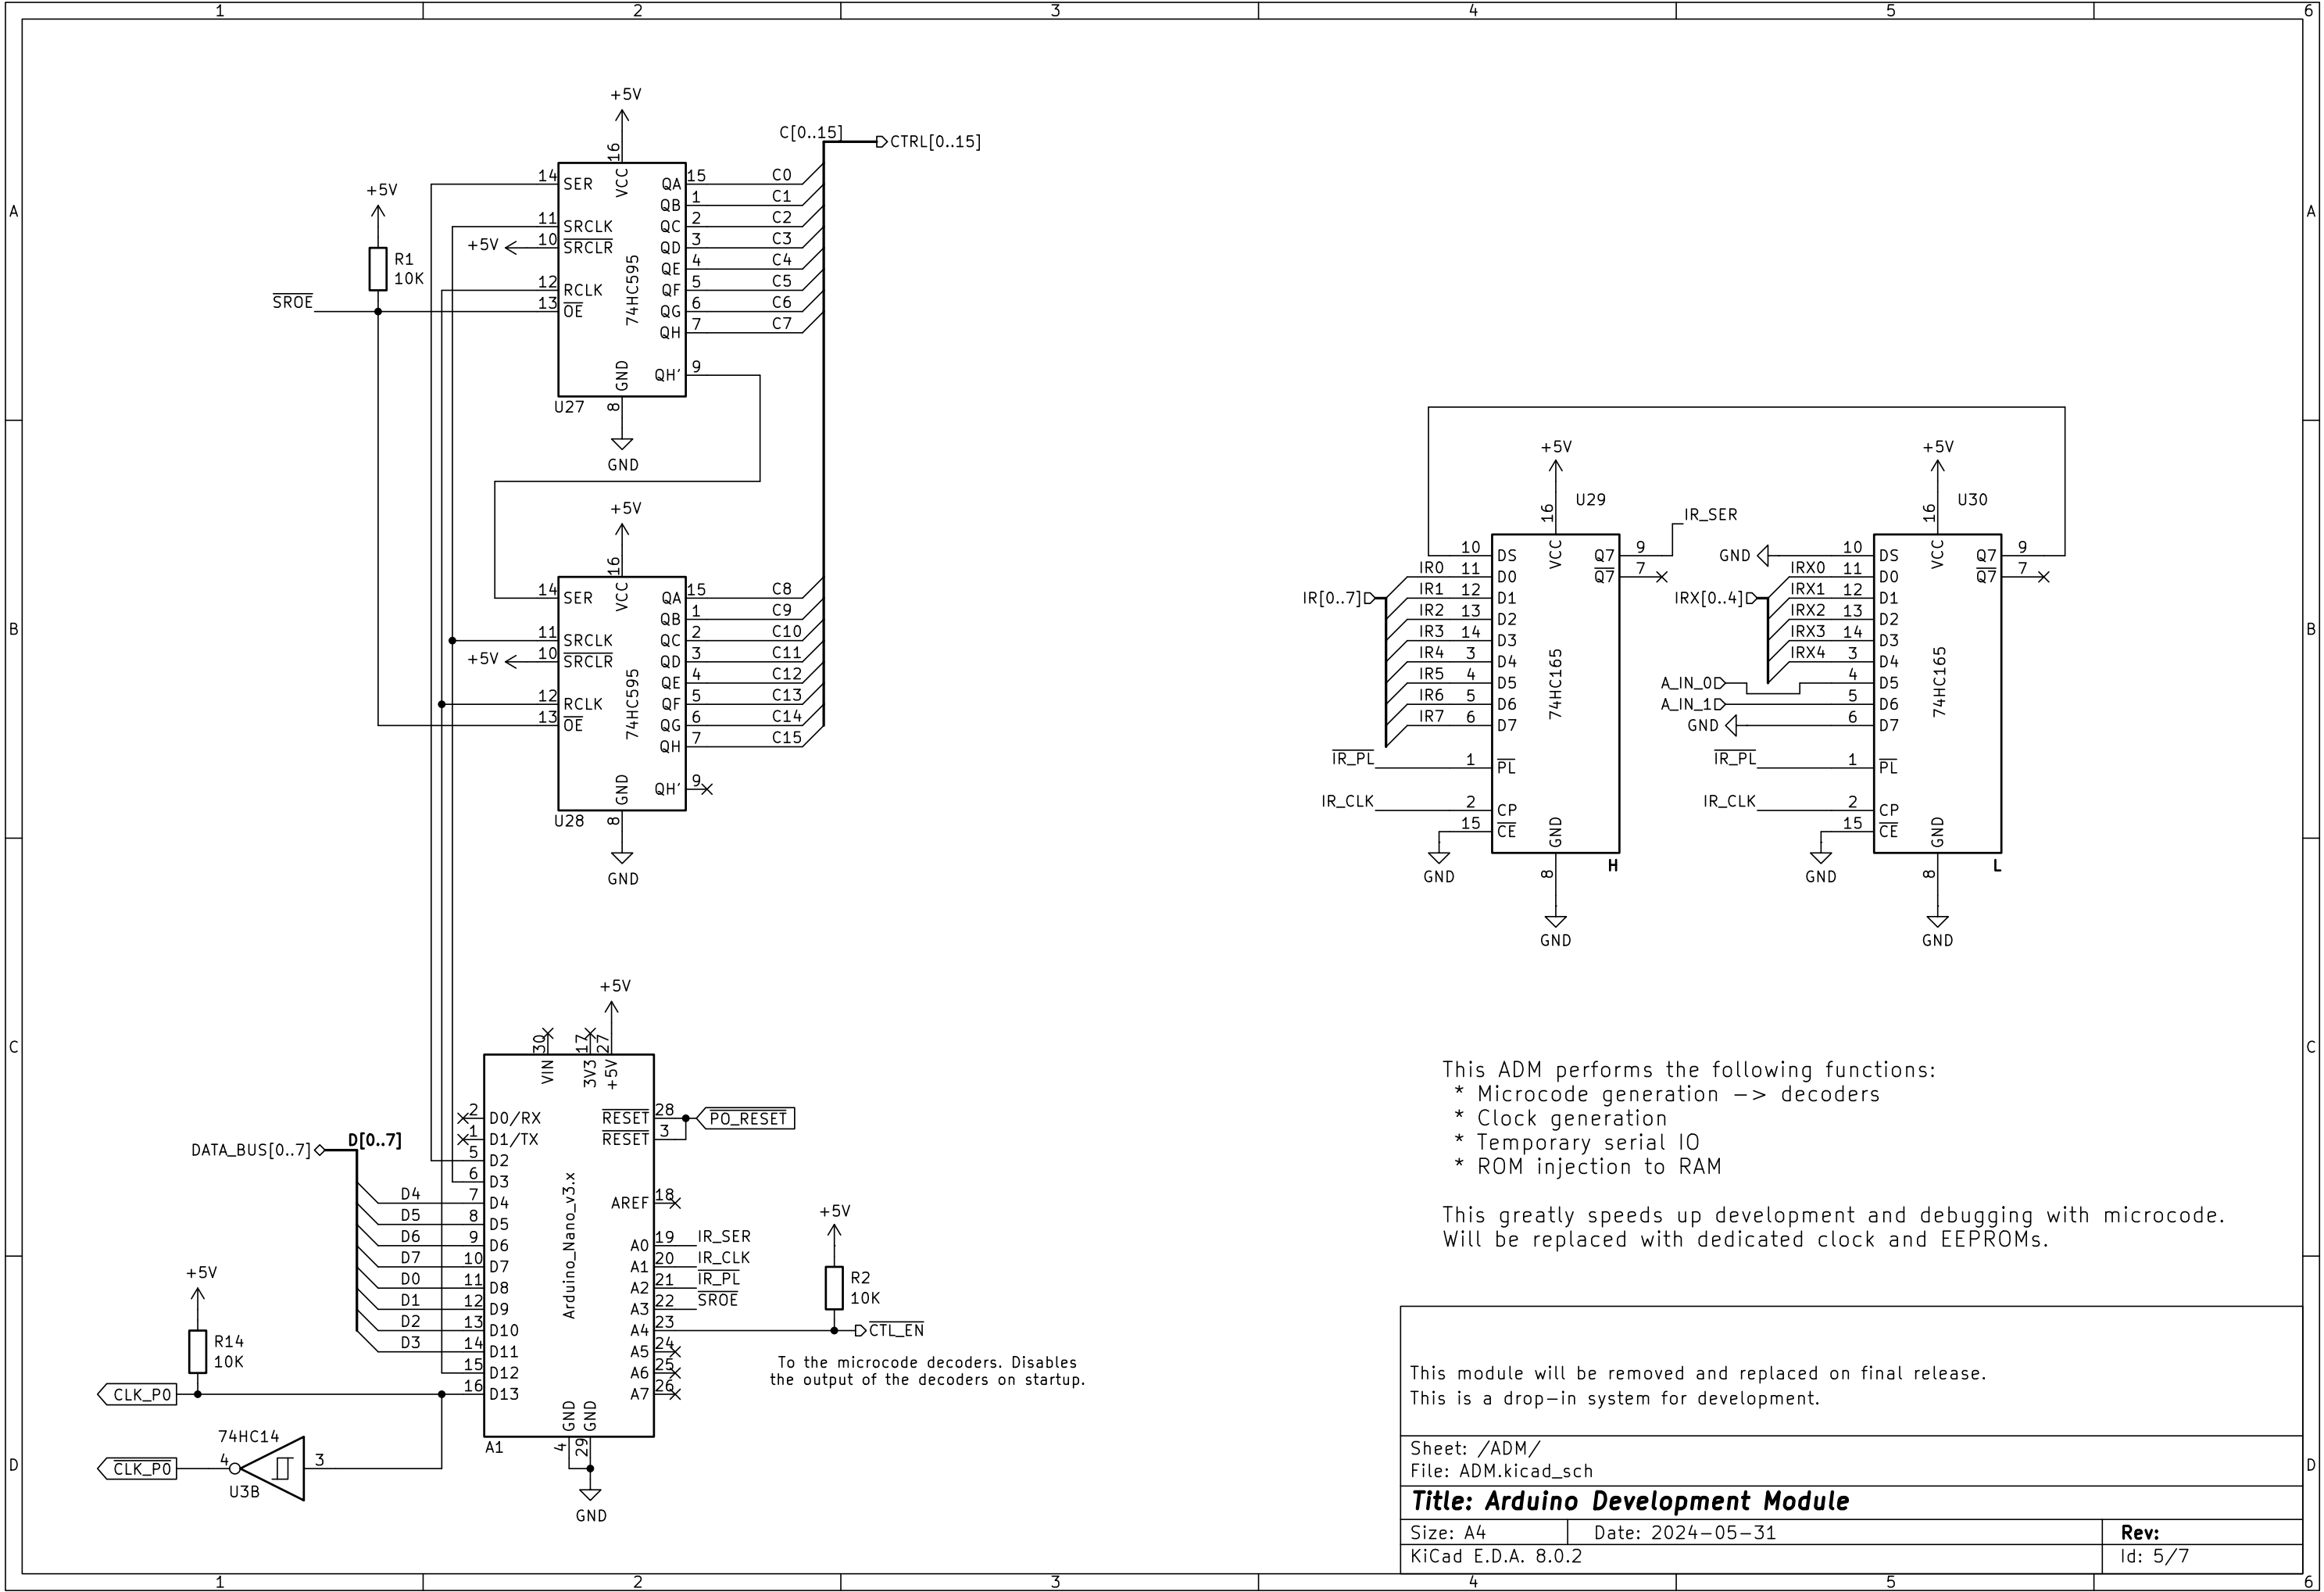 1 2 3 4 5 6
A
B
C
D
+5V
16
VCC
14 SER
11 SRCLK
+5V 10 SRCLR
12 RCLK
13 OE
74HC595
QA 15 C0
QB 1 C1
QC 2 C2
QD 3 C3
QE 4 C4
QF 5 C5
QG 6 C6
QH 7 C7
QH' 9
GND
8
U27
GND
C[0..15]
CTRL[0..15]
+5V
R1
10K
SROE
+5V
16
VCC
14 SER
11 SRCLK
+5V 10 SRCLR
12 RCLK
13 OE
74HC595
QA 15 C8
QB 1 C9
QC 2 C10
QD 3 C11
QE 4 C12
QF 5 C13
QG 6 C14
QH 7 C15
QH' 9
GND
8
U28
GND
+5V
U29
16
VCC
IR_SER
10 DS
IR0 11 D0
IR1 12 D1
IR2 13 D2
IR3 14 D3
IR4 3 D4
IR5 4 D5
IR6 5 D6
IR7 6 D7
IR[0..7]
IR_PL 1 PL
IR_CLK 2 CP
15 CE
Q7 9
Q7 7
74HC165
GND
8
H
GND
GND
+5V
U30
16
VCC
GND 10 DS
IRX0 11 D0
IRX1 12 D1
IRX2 13 D2
IRX3 14 D3
IRX4 3 D4
IRX[0..4]
A_IN_0 4 D5
A_IN_1 5 D6
GND 6 D7
IR_PL 1 PL
IR_CLK 2 CP
15 CE
Q7 9
Q7 7
74HC165
GND
8
L
GND
GND
+5V
30 17 27
VIN 3V3 +5V
2 D0/RX
1 D1/TX
5 D2
6 D3
D4 7 D4
D5 8 D5
D6 9 D6
D7 10 D7
D0 11 D8
D1 12 D9
D2 13 D10
D3 14 D11
15 D12
16 D13
DATA_BUS[0..7]
D[0..7]
Arduino_Nano_v3.x
RESET 28 PO_RESET
RESET 3
AREF 18
A0 19 IR_SER
A1 20 IR_CLK
A2 21 IR_PL
A3 22 SROE
A4 23
A5 24
A6 25
A7 26
GND GND
4 29
A1
GND
+5V
R2
10K
CTL_EN
To the microcode decoders. Disables
the output of the decoders on startup.
+5V
R14
10K
CLK_P0
74HC14
CLK_P0 4 3
U3B
This ADM performs the following functions:
* Microcode generation -> decoders
* Clock generation
* Temporary serial IO
* ROM injection to RAM
This greatly speeds up development and debugging with microcode.
Will be replaced with dedicated clock and EEPROMs.
This module will be removed and replaced on final release.
This is a drop-in system for development.
Sheet: /ADM/
File: ADM.kicad_sch
Title: Arduino Development Module
Size: A4 Date: 2024-05-31 Rev:
KiCad E.D.A. 8.0.2 Id: 5/7
A
B
C
D
1 2 3 4 5 6